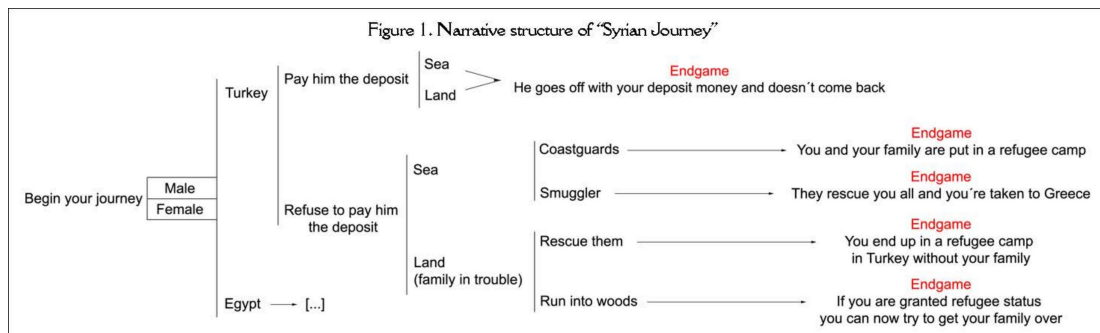 Figure 1. Narrative structure of “Syrian Journey”
Begin your journey
Male
Female
Turkey
Pay him the deposit
Sea
Land
Endgame
He goes off with your deposit money and doesn´t come back
Refuse to pay him
the deposit
Sea
Coastguards
Endgame
You and your family are put in a refugee camp
Smuggler
Endgame
They rescue you all and you´re taken to Greece
Land
(family in trouble)
Rescue them
Endgame
You end up in a refugee camp
in Turkey without your family
Run into woods
Endgame
If you are granted refugee status
you can now try to get your family over
Egypt
[...]